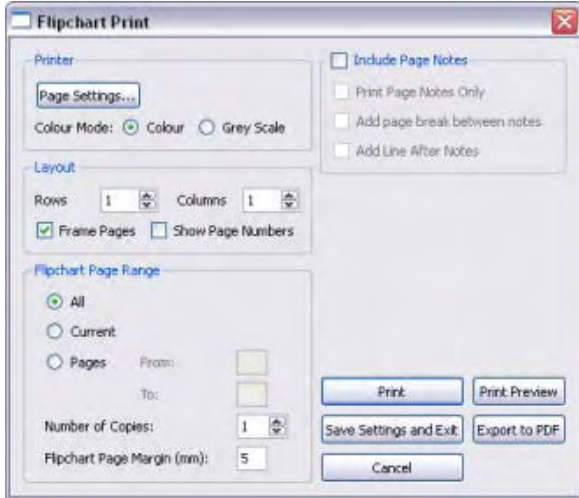 Flipchart Print
Printer
Page Settings...
Colour Mode: Colour Grey Scale
Layout
Rows 1 Columns 1
Frame Pages Show Page Numbers
Flipchart Page Range
All
Current
Pages From:
To:
Number of Copies: 1
Flipchart Page Margin (mm): 5
Include Page Notes
Print Page Notes Only
Add page break between notes
Add Line After Notes
Print Print Preview
Save Settings and Exit Export to PDF
Cancel